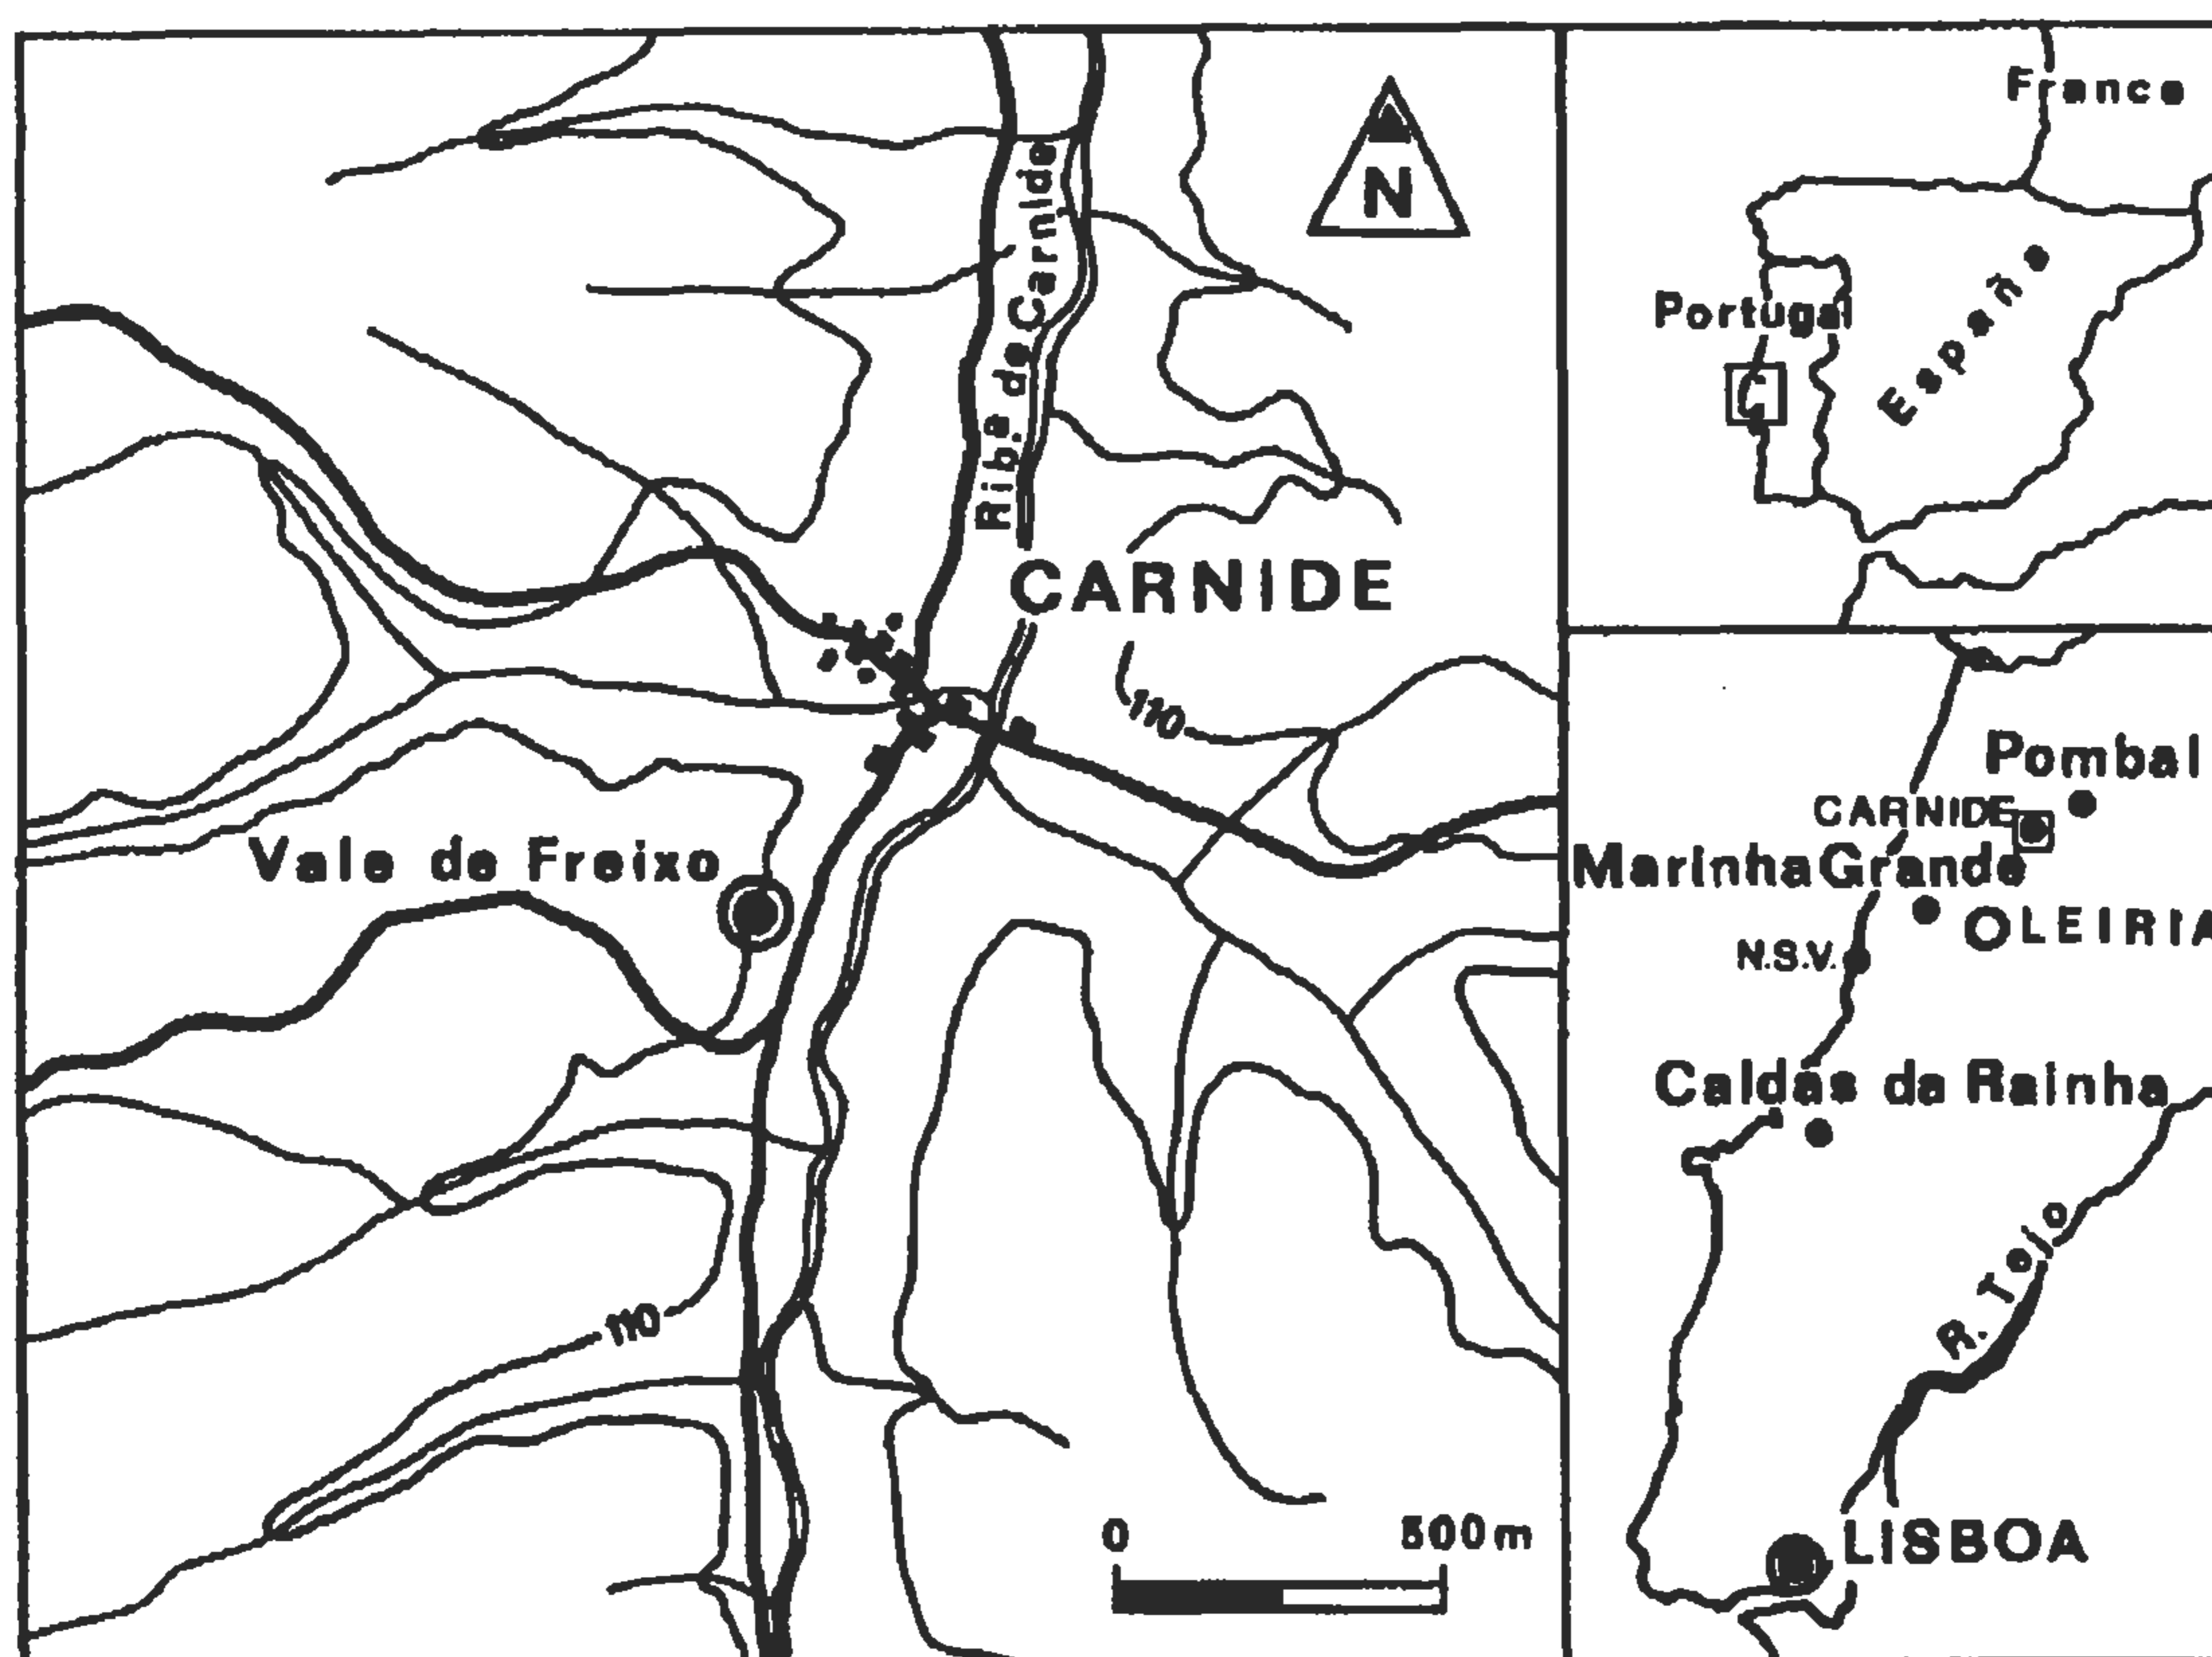 N
Ribª de Carnide
CARNIDE
110
Vale de Freixo
110
0 500m
France
Portugal
España
Pombal
CARNIDE
Marinha Grande
OLEIRIA
N.S.V.
Caldas da Rainha
R. Tejo
LISBOA